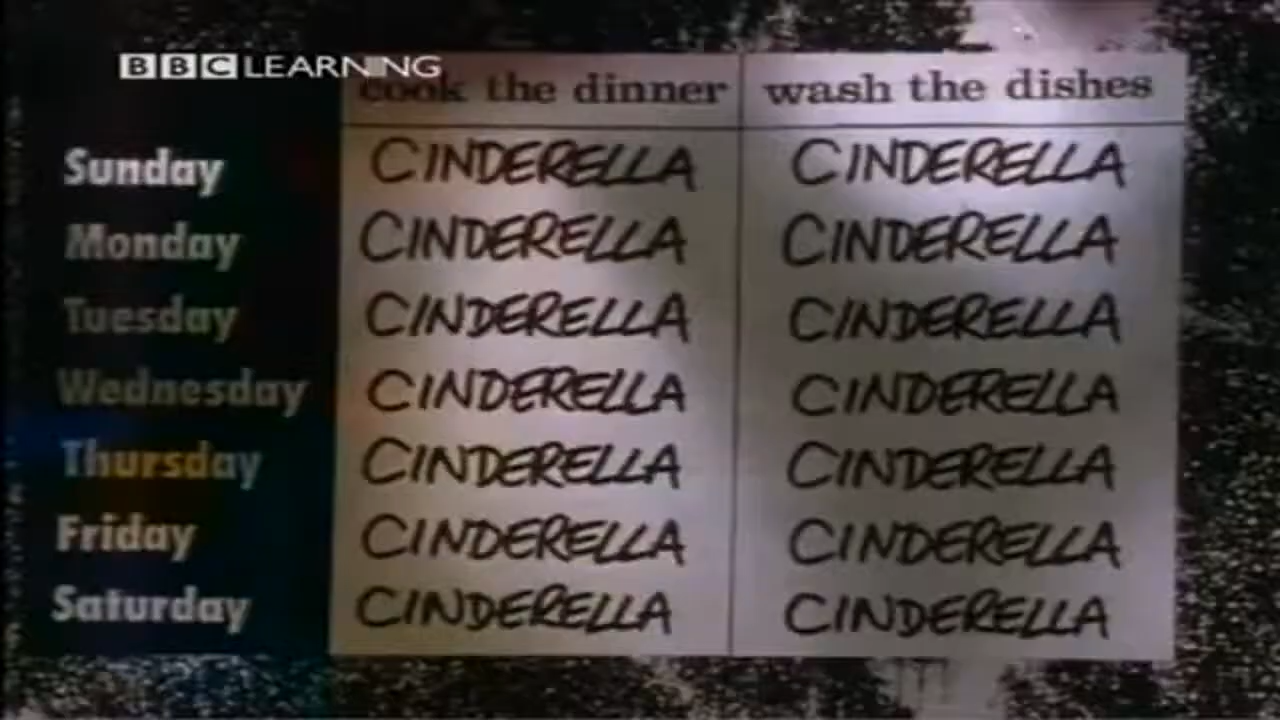 BBC LEARNING
cook the dinner wash the dishes
Sunday CINDERELLA CINDERELLA
Monday CINDERELLA CINDERELLA
Tuesday CINDERELLA CINDERELLA
Wednesday CINDERELLA CINDERELLA
Thursday CINDERELLA CINDERELLA
Friday CINDERELLA CINDERELLA
Saturday CINDERELLA CINDERELLA